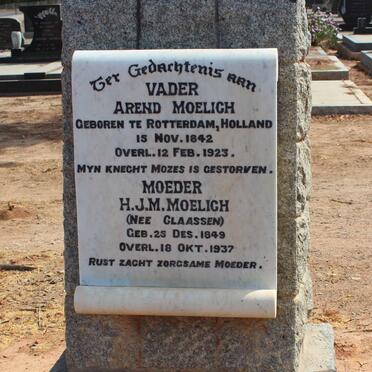 Ter Gedachtenis aan
VADER
AREND MOELICH
GEBOREN TE ROTTERDAM, HOLLAND
15 NOV. 1842
OVERL. 12 FEB. 1923.
MYN KNECHT MOZES IS GESTORVEN.
MOEDER
H.J.M. MOELICH
(NEE CLAASSEN)
GEB. 25 DES. 1849
OVERL. 18 OKT. 1937
RUST ZACHT ZORGSAME MOEDER.